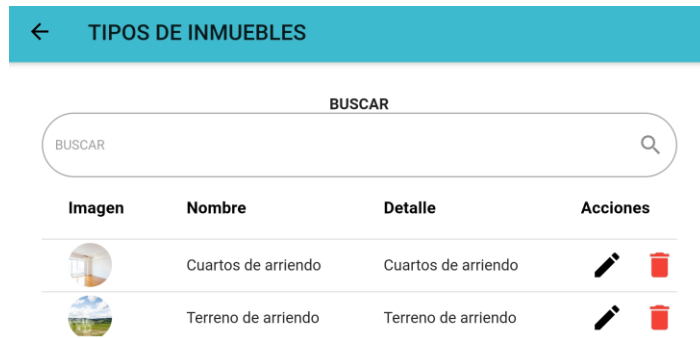 TIPOS DE INMUEBLES
BUSCAR
BUSCAR
Imagen Nombre Detalle Acciones
Cuartos de arriendo Cuartos de arriendo
Terreno de arriendo Terreno de arriendo